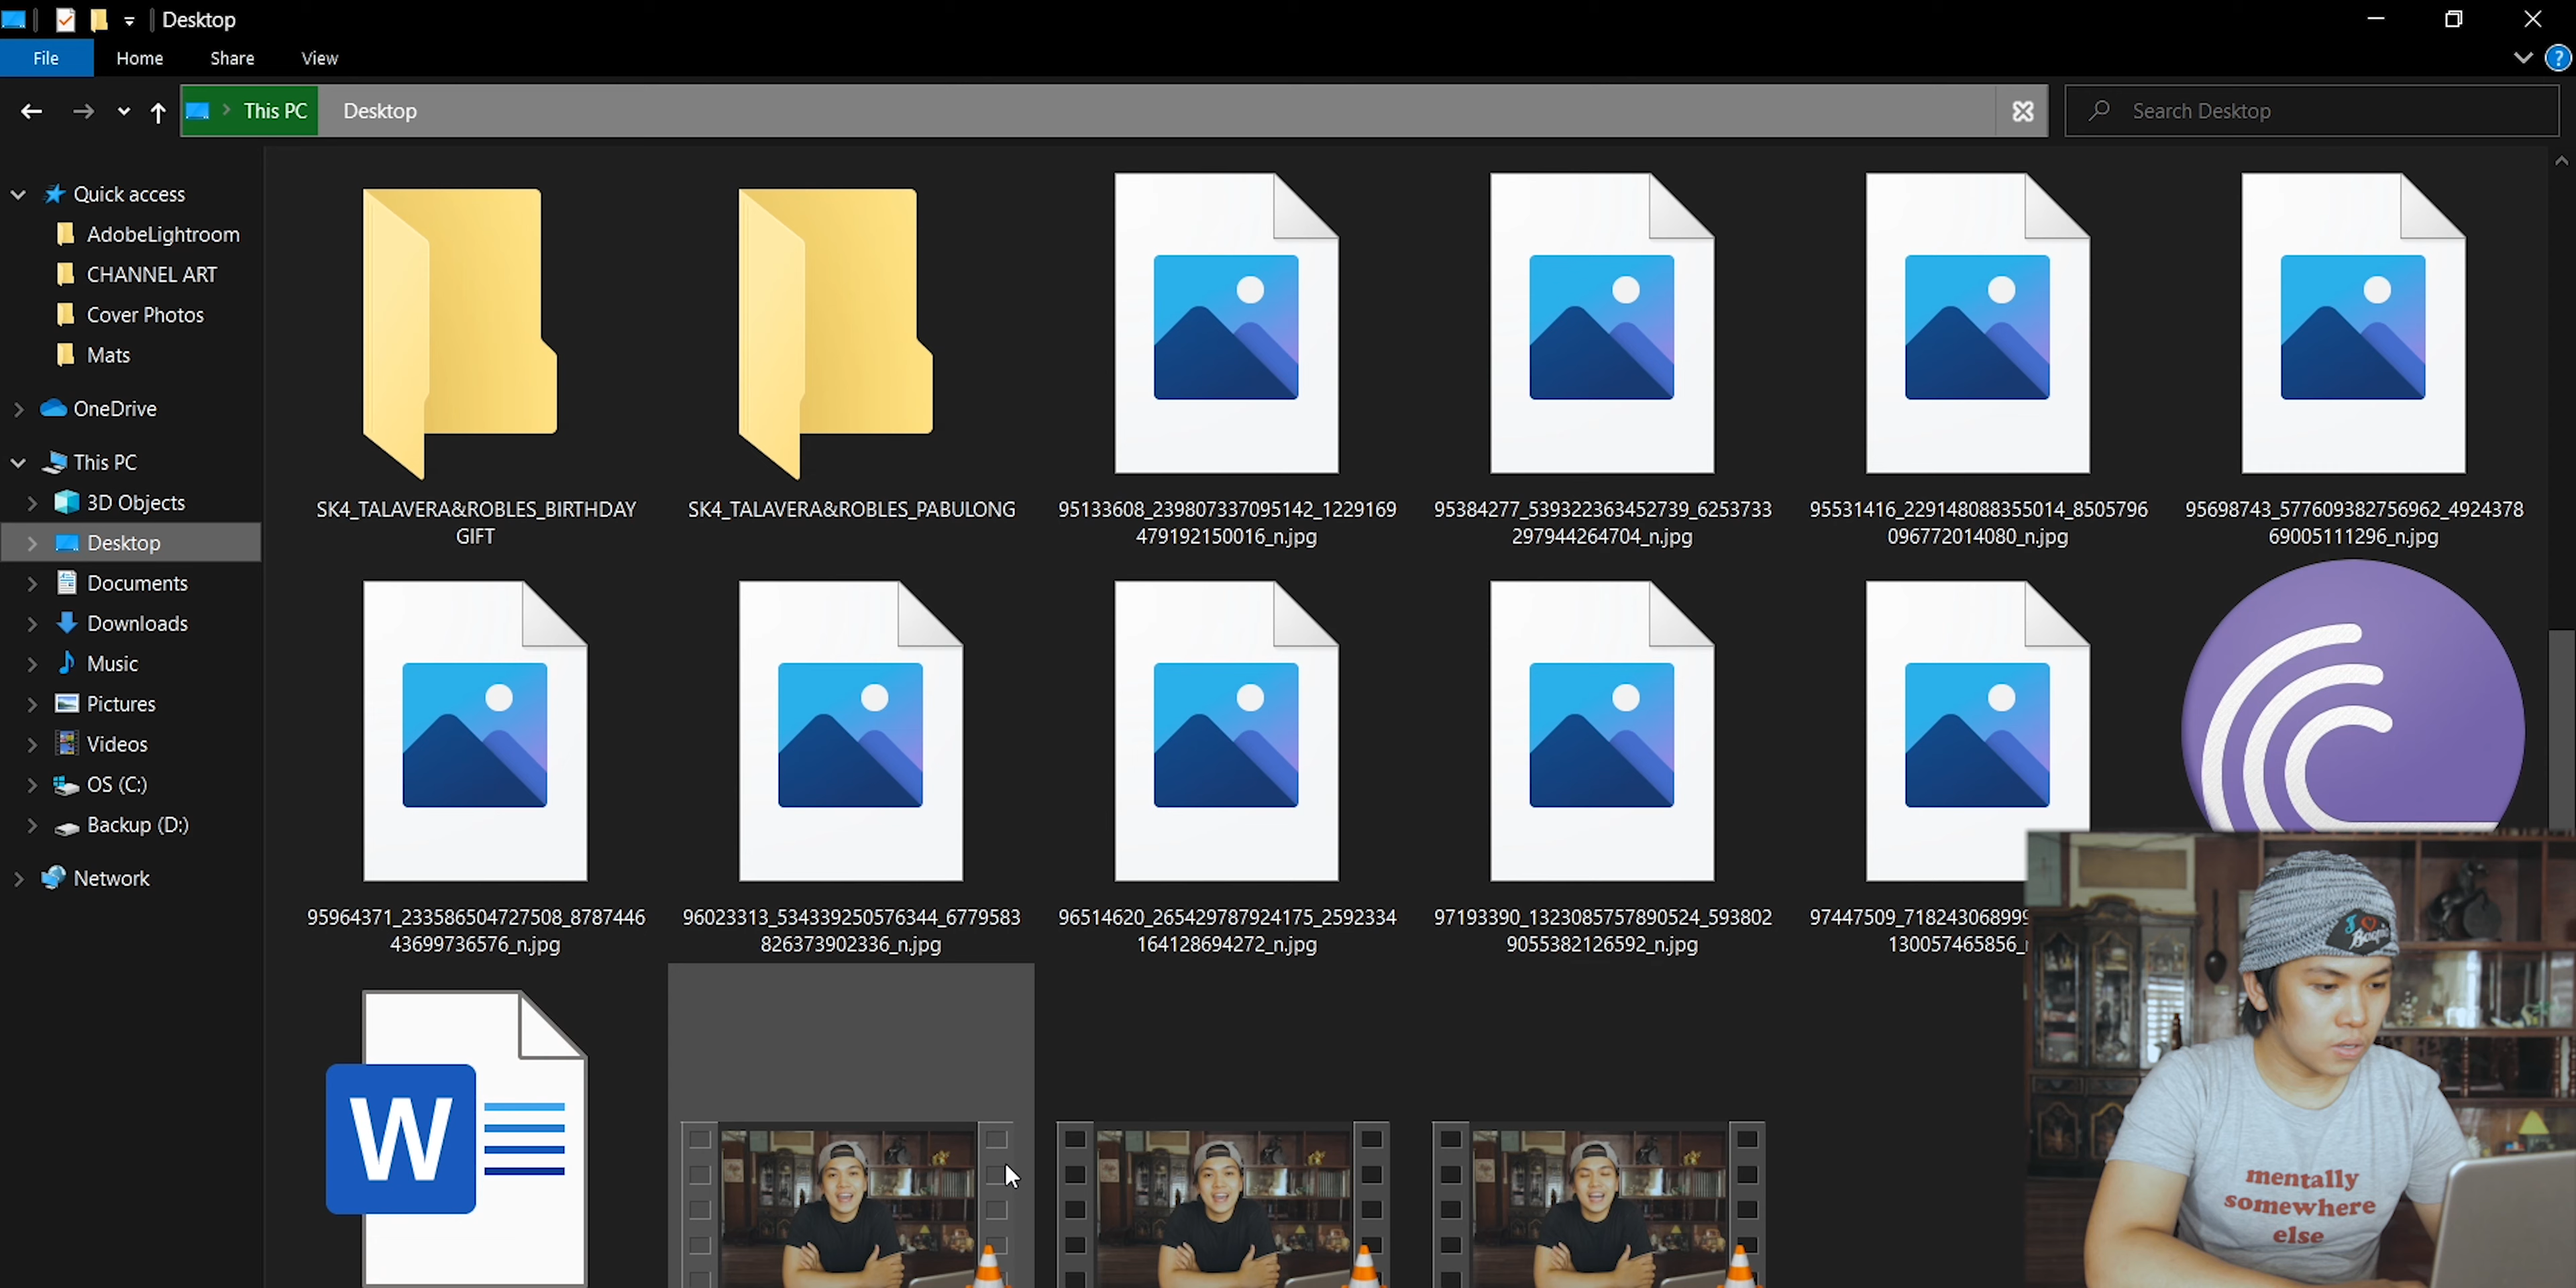 Desktop
File Home Share View
This PC Desktop Search Desktop
Quick access
AdobeLightroom
CHANNEL ART
Cover Photos
Mats
OneDrive
This PC
3D Objects
Desktop
Documents
Downloads
Music
Pictures
Videos
OS (C:)
Backup (D:)
Network
SK4_TALAVERA&ROBLES_BIRTHDAY
GIFT
SK4_TALAVERA&ROBLES_PABULONG
95133608_239807337095142_1229169
479192150016_n.jpg
95384277_539322363452739_6253733
297944264704_n.jpg
95531416_229148088355014_8505796
096772014080_n.jpg
95698743_577609382756962_4924378
69005111296_n.jpg
95964371_233586504727508_8787446
43699736576_n.jpg
96023313_534339250576344_6779583
826373902336_n.jpg
96514620_265429787924175_2592334
164128694272_n.jpg
97193390_1323085757890524_593802
9055382126592_n.jpg
97447509_718243068999
130057465856_
W
mentally
somewhere
else